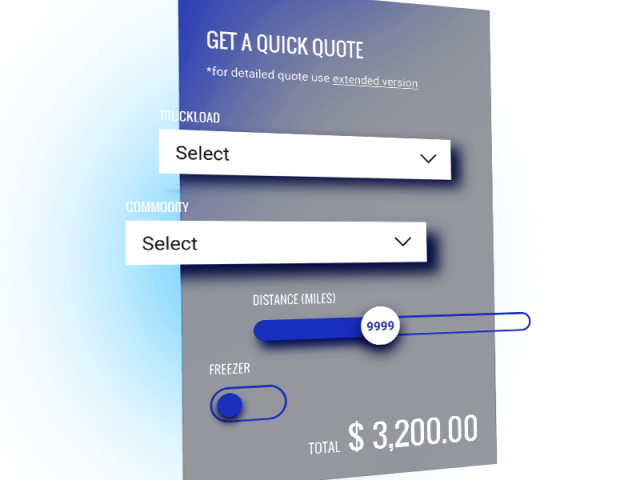 GET A QUICK QUOTE
*for detailed quote use extended version
TRUCKLOAD
Select
COMMODITY
Select
DISTANCE (MILES)
9999
FREEZER
TOTAL $ 3,200.00